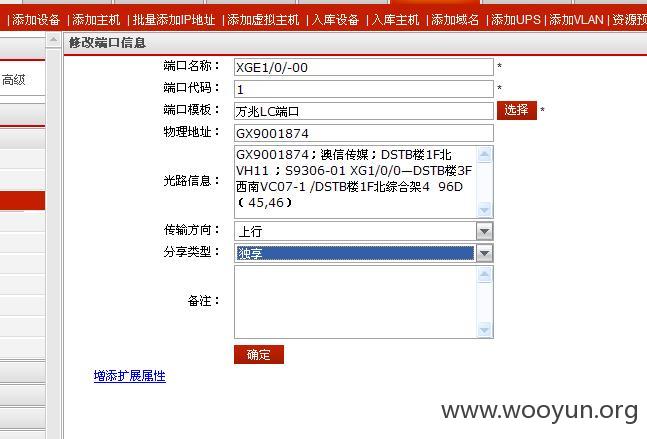 | 添加设备 | 添加主机 | 批量添加IP地址 | 添加虚拟主机 | 入库设备 | 入库主机 | 添加域名 | 添加UPS | 添加VLAN | 资源预
修改端口信息
高级
端口名称： XGE1/0/-00 *
端口代码： 1 *
端口模板： 万兆LC端口 选择 *
物理地址： GX9001874
光路信息： GX9001874；澳信传媒；DSTB楼1F北
VH11 ；S9306-01 XG1/0/0—DSTB楼3F
西南VC07-1 /DSTB楼1F北综合架4 96D
（45,46）
传输方向： 上行
分享类型： 独享
备注：
确定
增添扩展属性
www.wooyun.org